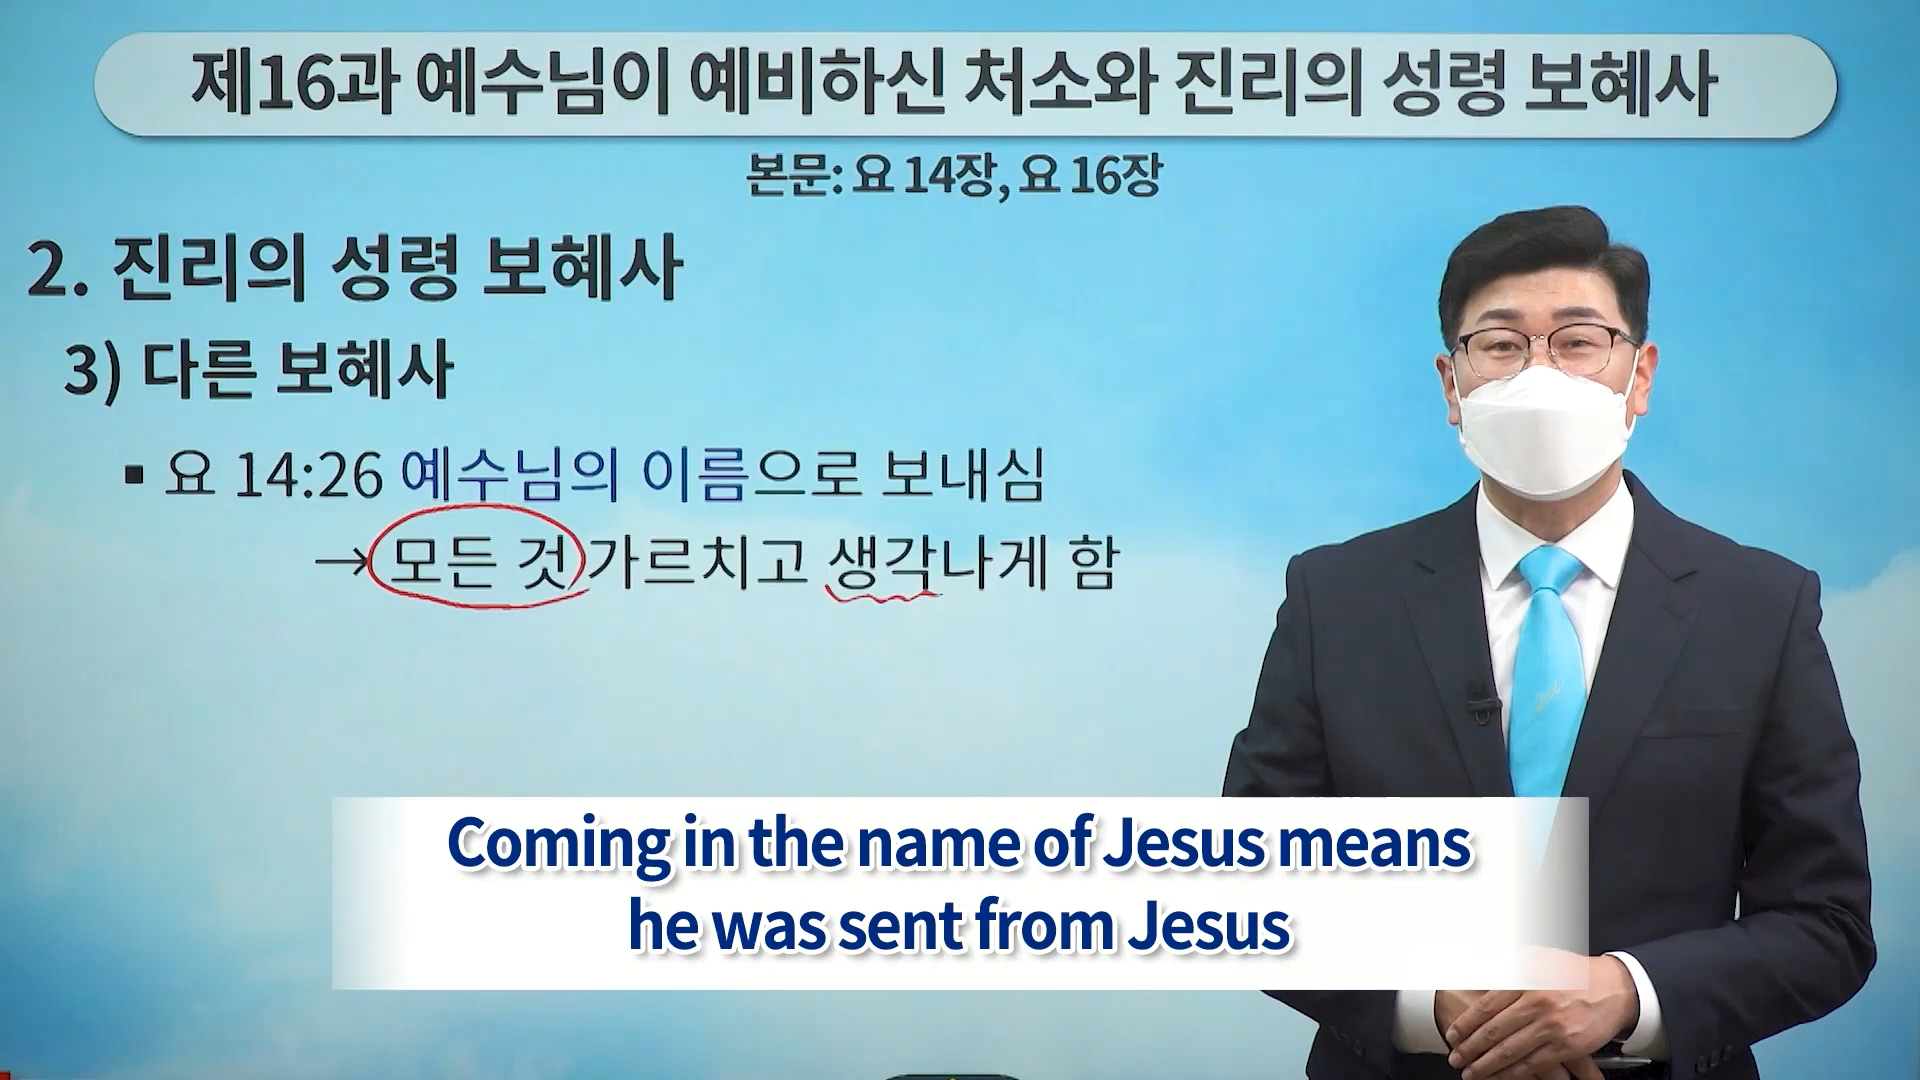 제16과 예수님이 예비하신 처소와 진리의 성령 보혜사
본문: 요 14장, 요 16장
2. 진리의 성령 보혜사
3) 다른 보혜사
▪ 요 14:26 예수님의 이름으로 보내심
→ 모든 것 가르치고 생각나게 함
Coming in the name of Jesus means
he was sent from Jesus